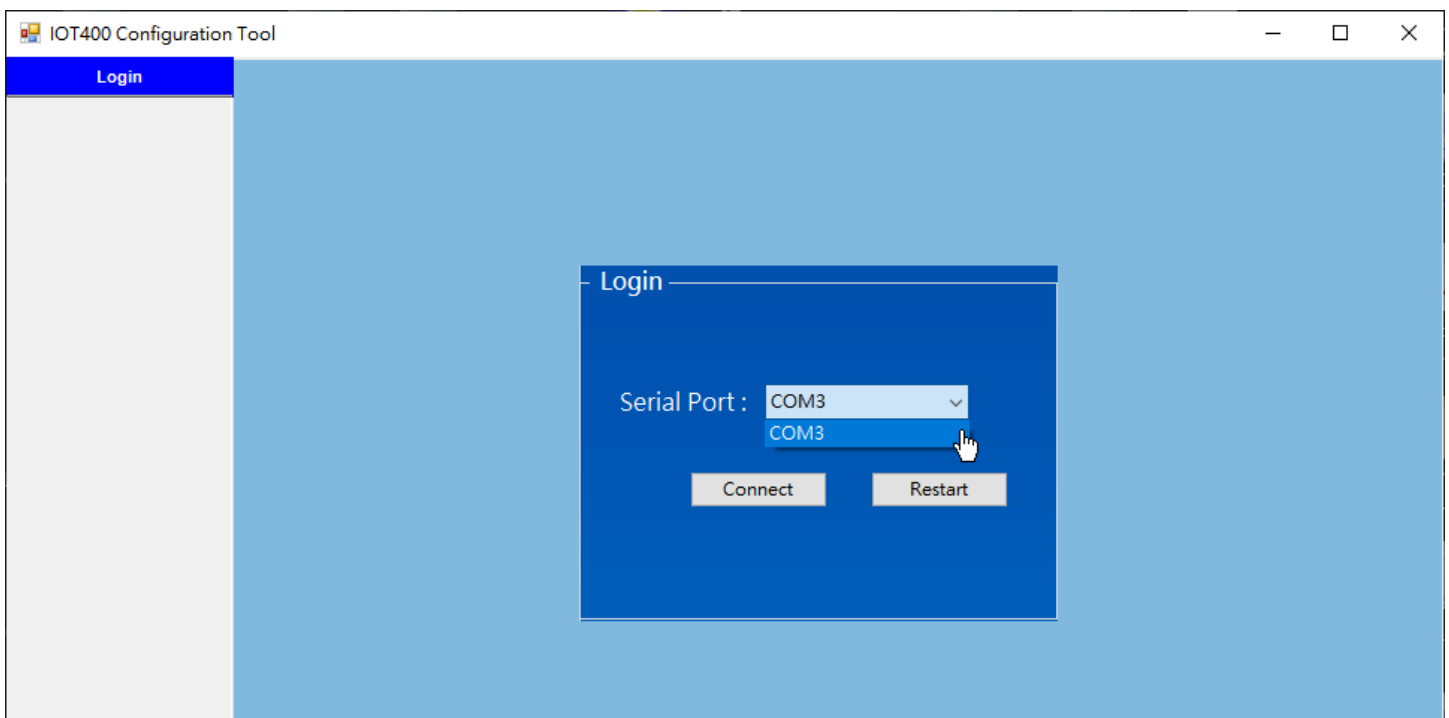 IOT400 Configuration Tool
Login
Login
Serial Port : COM3
COM3
Connect Restart